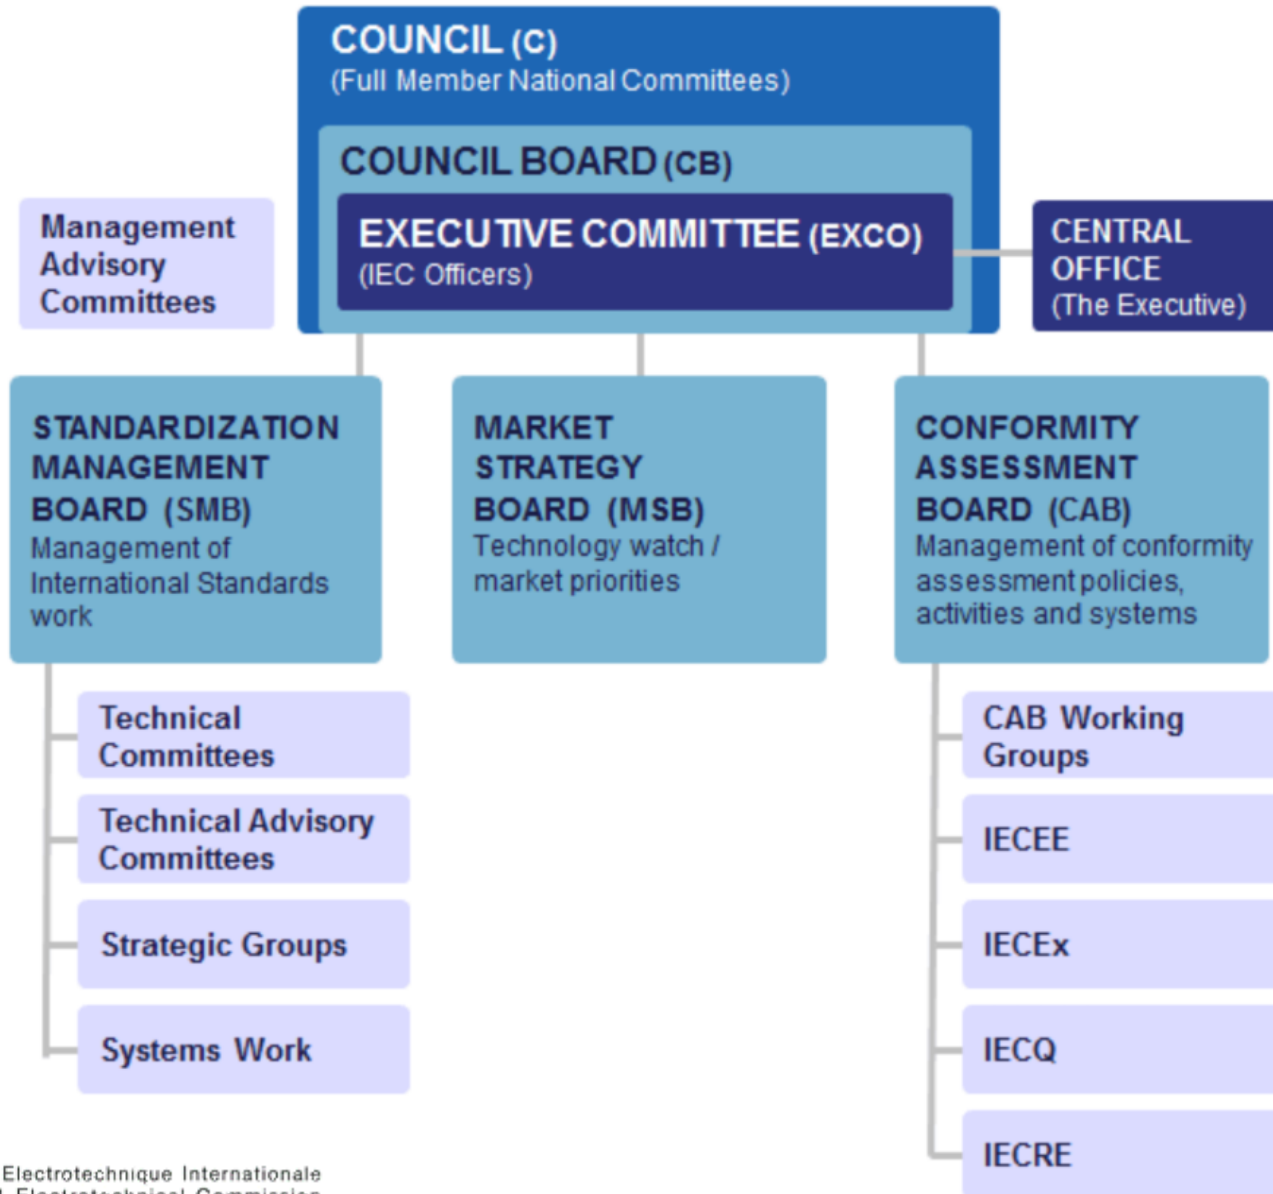 COUNCIL (C)
(Full Member National Committees)
COUNCIL BOARD (CB)
EXECUTIVE COMMITTEE (EXCO)
(IEC Officers)
Management
Advisory
Committees
CENTRAL
OFFICE
(The Executive)
STANDARDIZATION
MANAGEMENT
BOARD (SMB)
Management of
International Standards
work
MARKET
STRATEGY
BOARD (MSB)
Technology watch /
market priorities
CONFORMITY
ASSESSMENT
BOARD (CAB)
Management of conformity
assessment policies,
activities and systems
Technical
Committees
Technical Advisory
Committees
Strategic Groups
Systems Work
CAB Working
Groups
IECEE
IECEx
IECQ
IECRE
Electrotechnique Internationale
Electrotechnical Commission